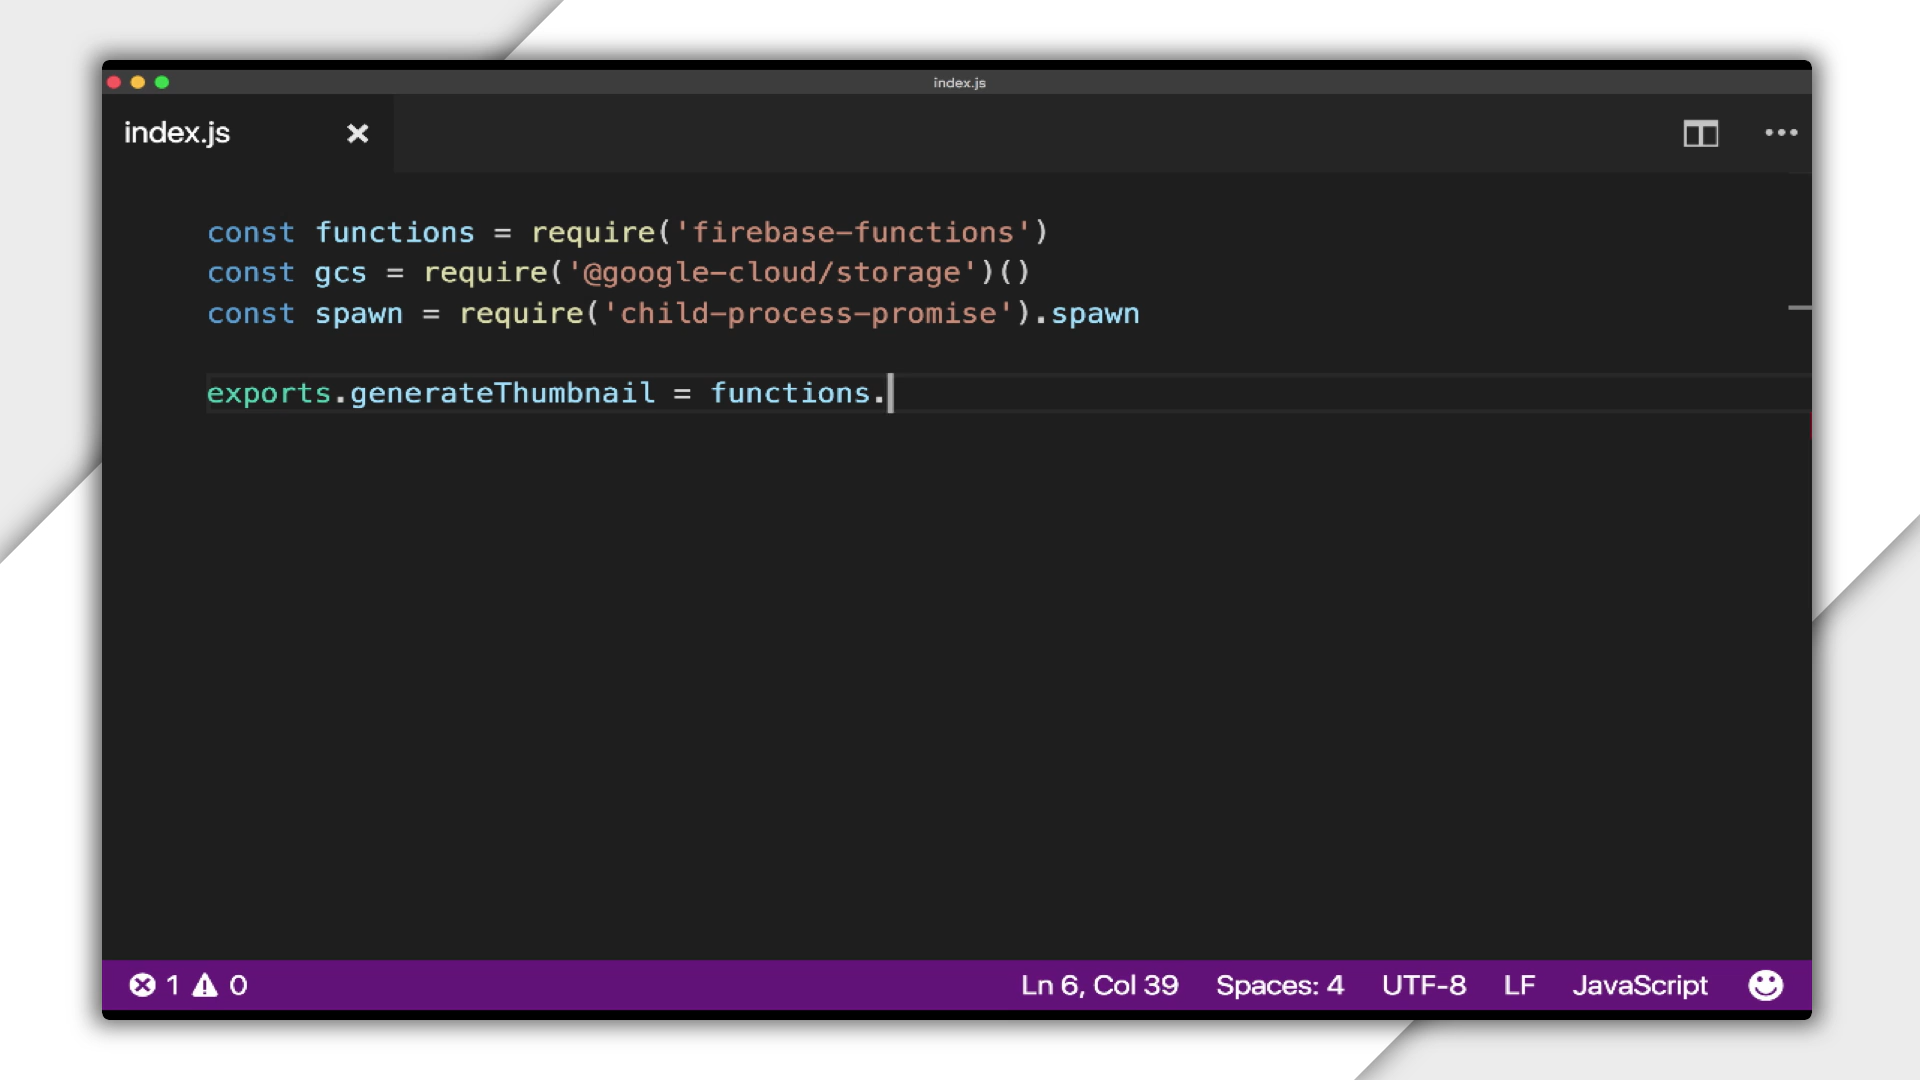 index.js
index.js
const functions = require('firebase-functions')
const gcs = require('@google-cloud/storage')()
const spawn = require('child-process-promise').spawn
exports.generateThumbnail = functions.
1 0 Ln 6, Col 39 Spaces: 4 UTF-8 LF JavaScript